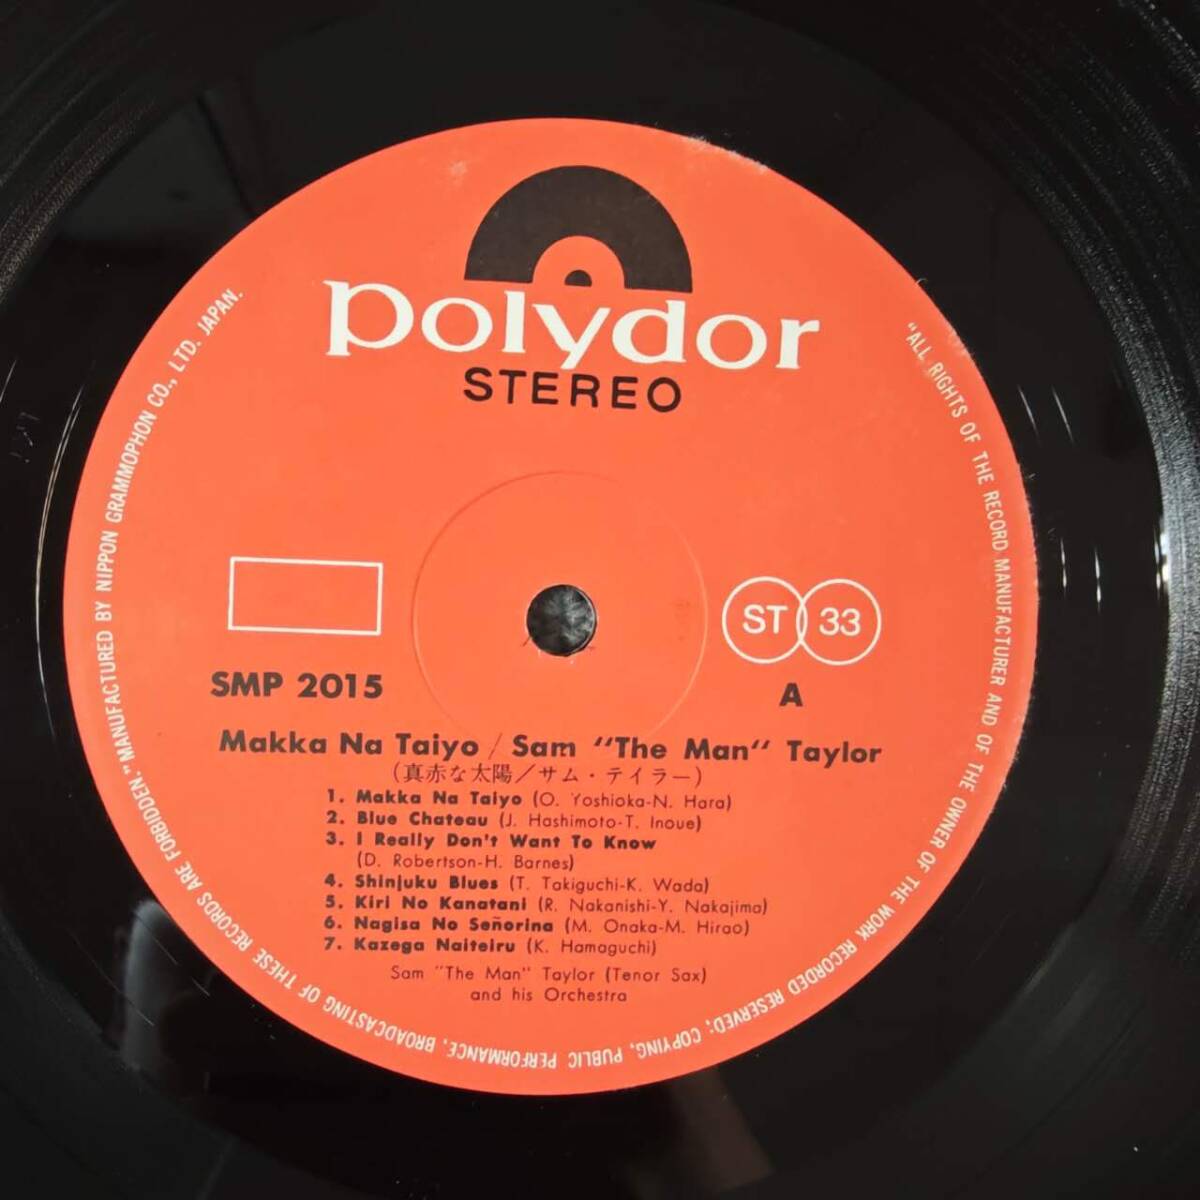 polydor
STEREO
ST 33
SMP 2015
A
Makka Na Taiyo / Sam "The Man" Taylor
(真赤な太陽／サム・テイラー)
1. Makka Na Taiyo (O. Yoshioka-N. Hara)
2. Blue Chateau (J. Hashimoto-T. Inoue)
3. I Really Don't Want To Know
(D. Robertson-H. Barnes)
4. Shinjuku Blues (T. Takiguchi-K. Wada)
5. Kiri No Kanatani (R. Nakanishi-Y. Nakajima)
6. Nagisa No Señorina (M. Onaka-M. Hirao)
7. Kazega Naiteiru (K. Hamaguchi)
Sam "The Man" Taylor (Tenor Sax)
and his Orchestra
"ALL RIGHTS OF THE RECORD MANUFACTURER AND OF THE OWNER OF THE WORK RECORDED RESERVED; COPYING, PUBLIC PERFORMANCE, BROADCASTING OF THESE RECORDS ARE FORBIDDEN." MANUFACTURED BY NIPPON GRAMMOPHON CO., LTD. JAPAN.